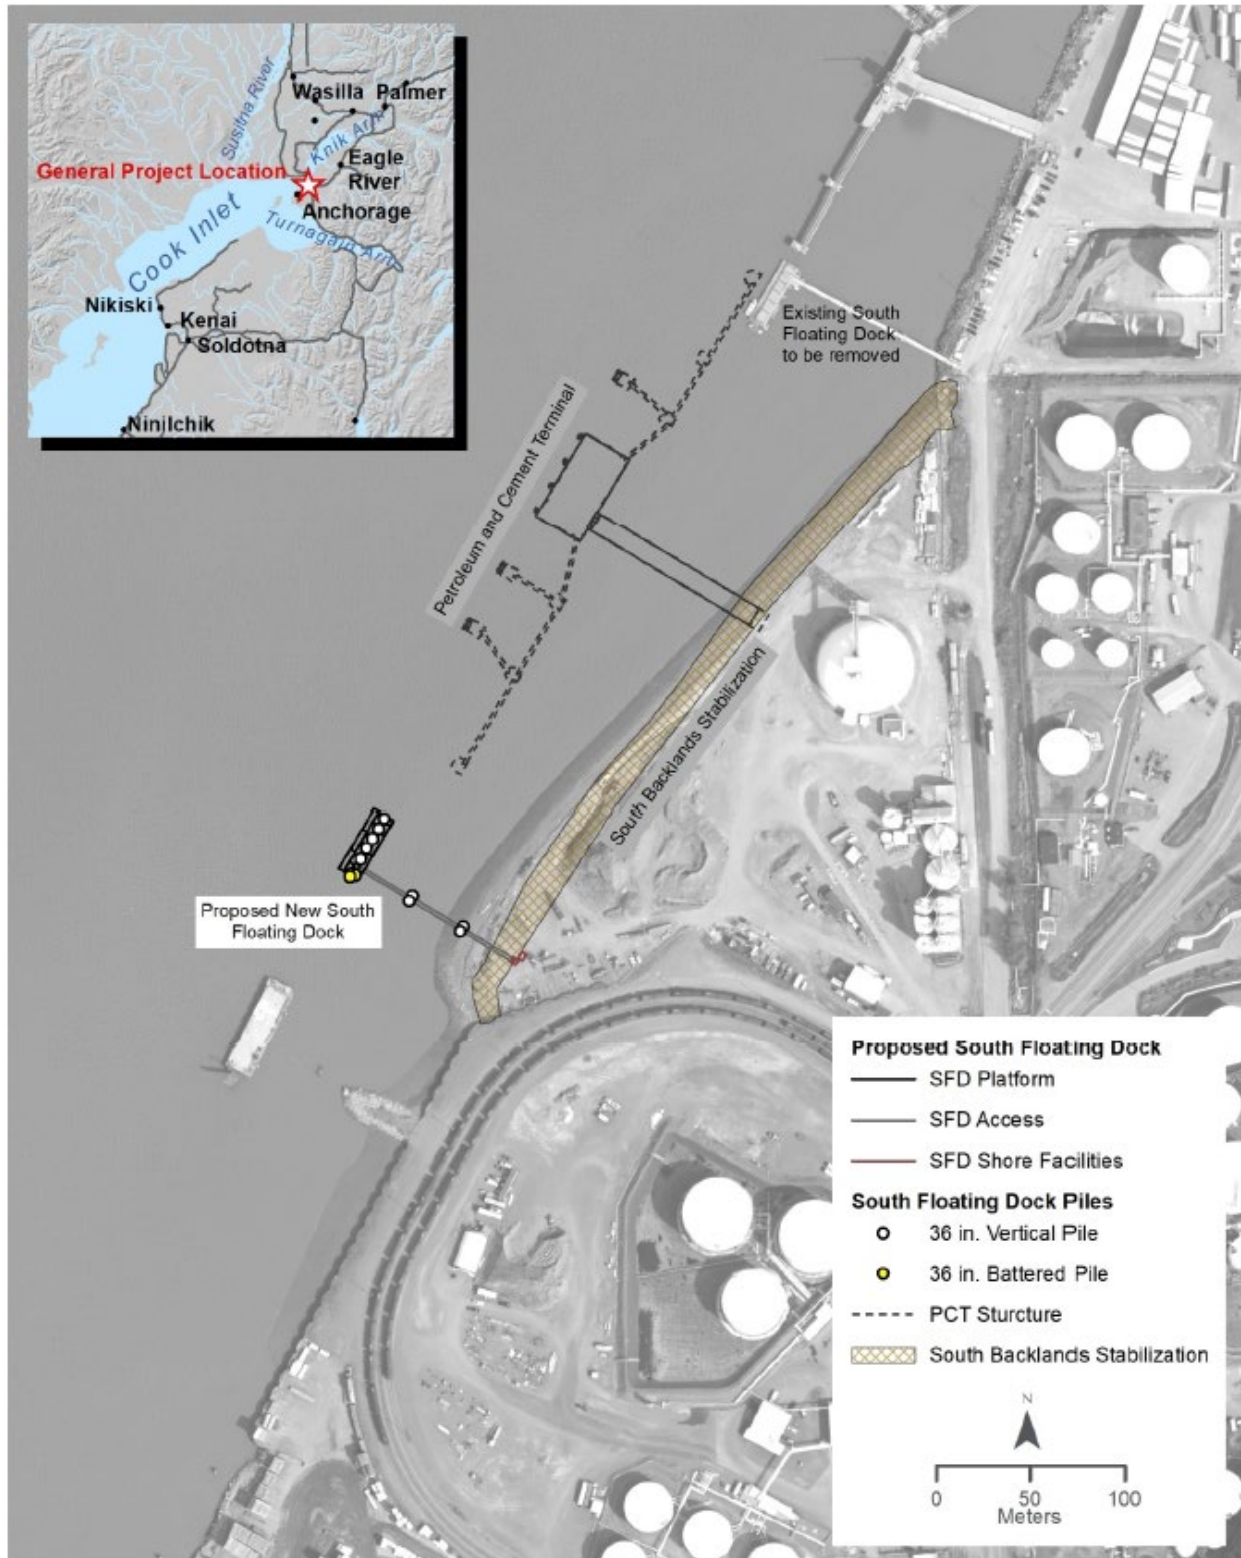 Wasilla
Palmer
Susitna River
Knik Arm
Eagle
River
General Project Location
Anchorage
Cook Inlet
Turnagain Arm
Nikiski
Kenai
Soldotna
Ninilchik
Existing South
Floating Dock
to be removed
Petroleum and Cement Terminal
South Backlands Stabilization
Proposed New South
Floating Dock
Proposed South Floating Dock
SFD Platform
SFD Access
SFD Shore Facilities
South Floating Dock Piles
36 in. Vertical Pile
36 in. Battered Pile
PCT Sturcture
South Backlands Stabilization
N
0 50 100
Meters